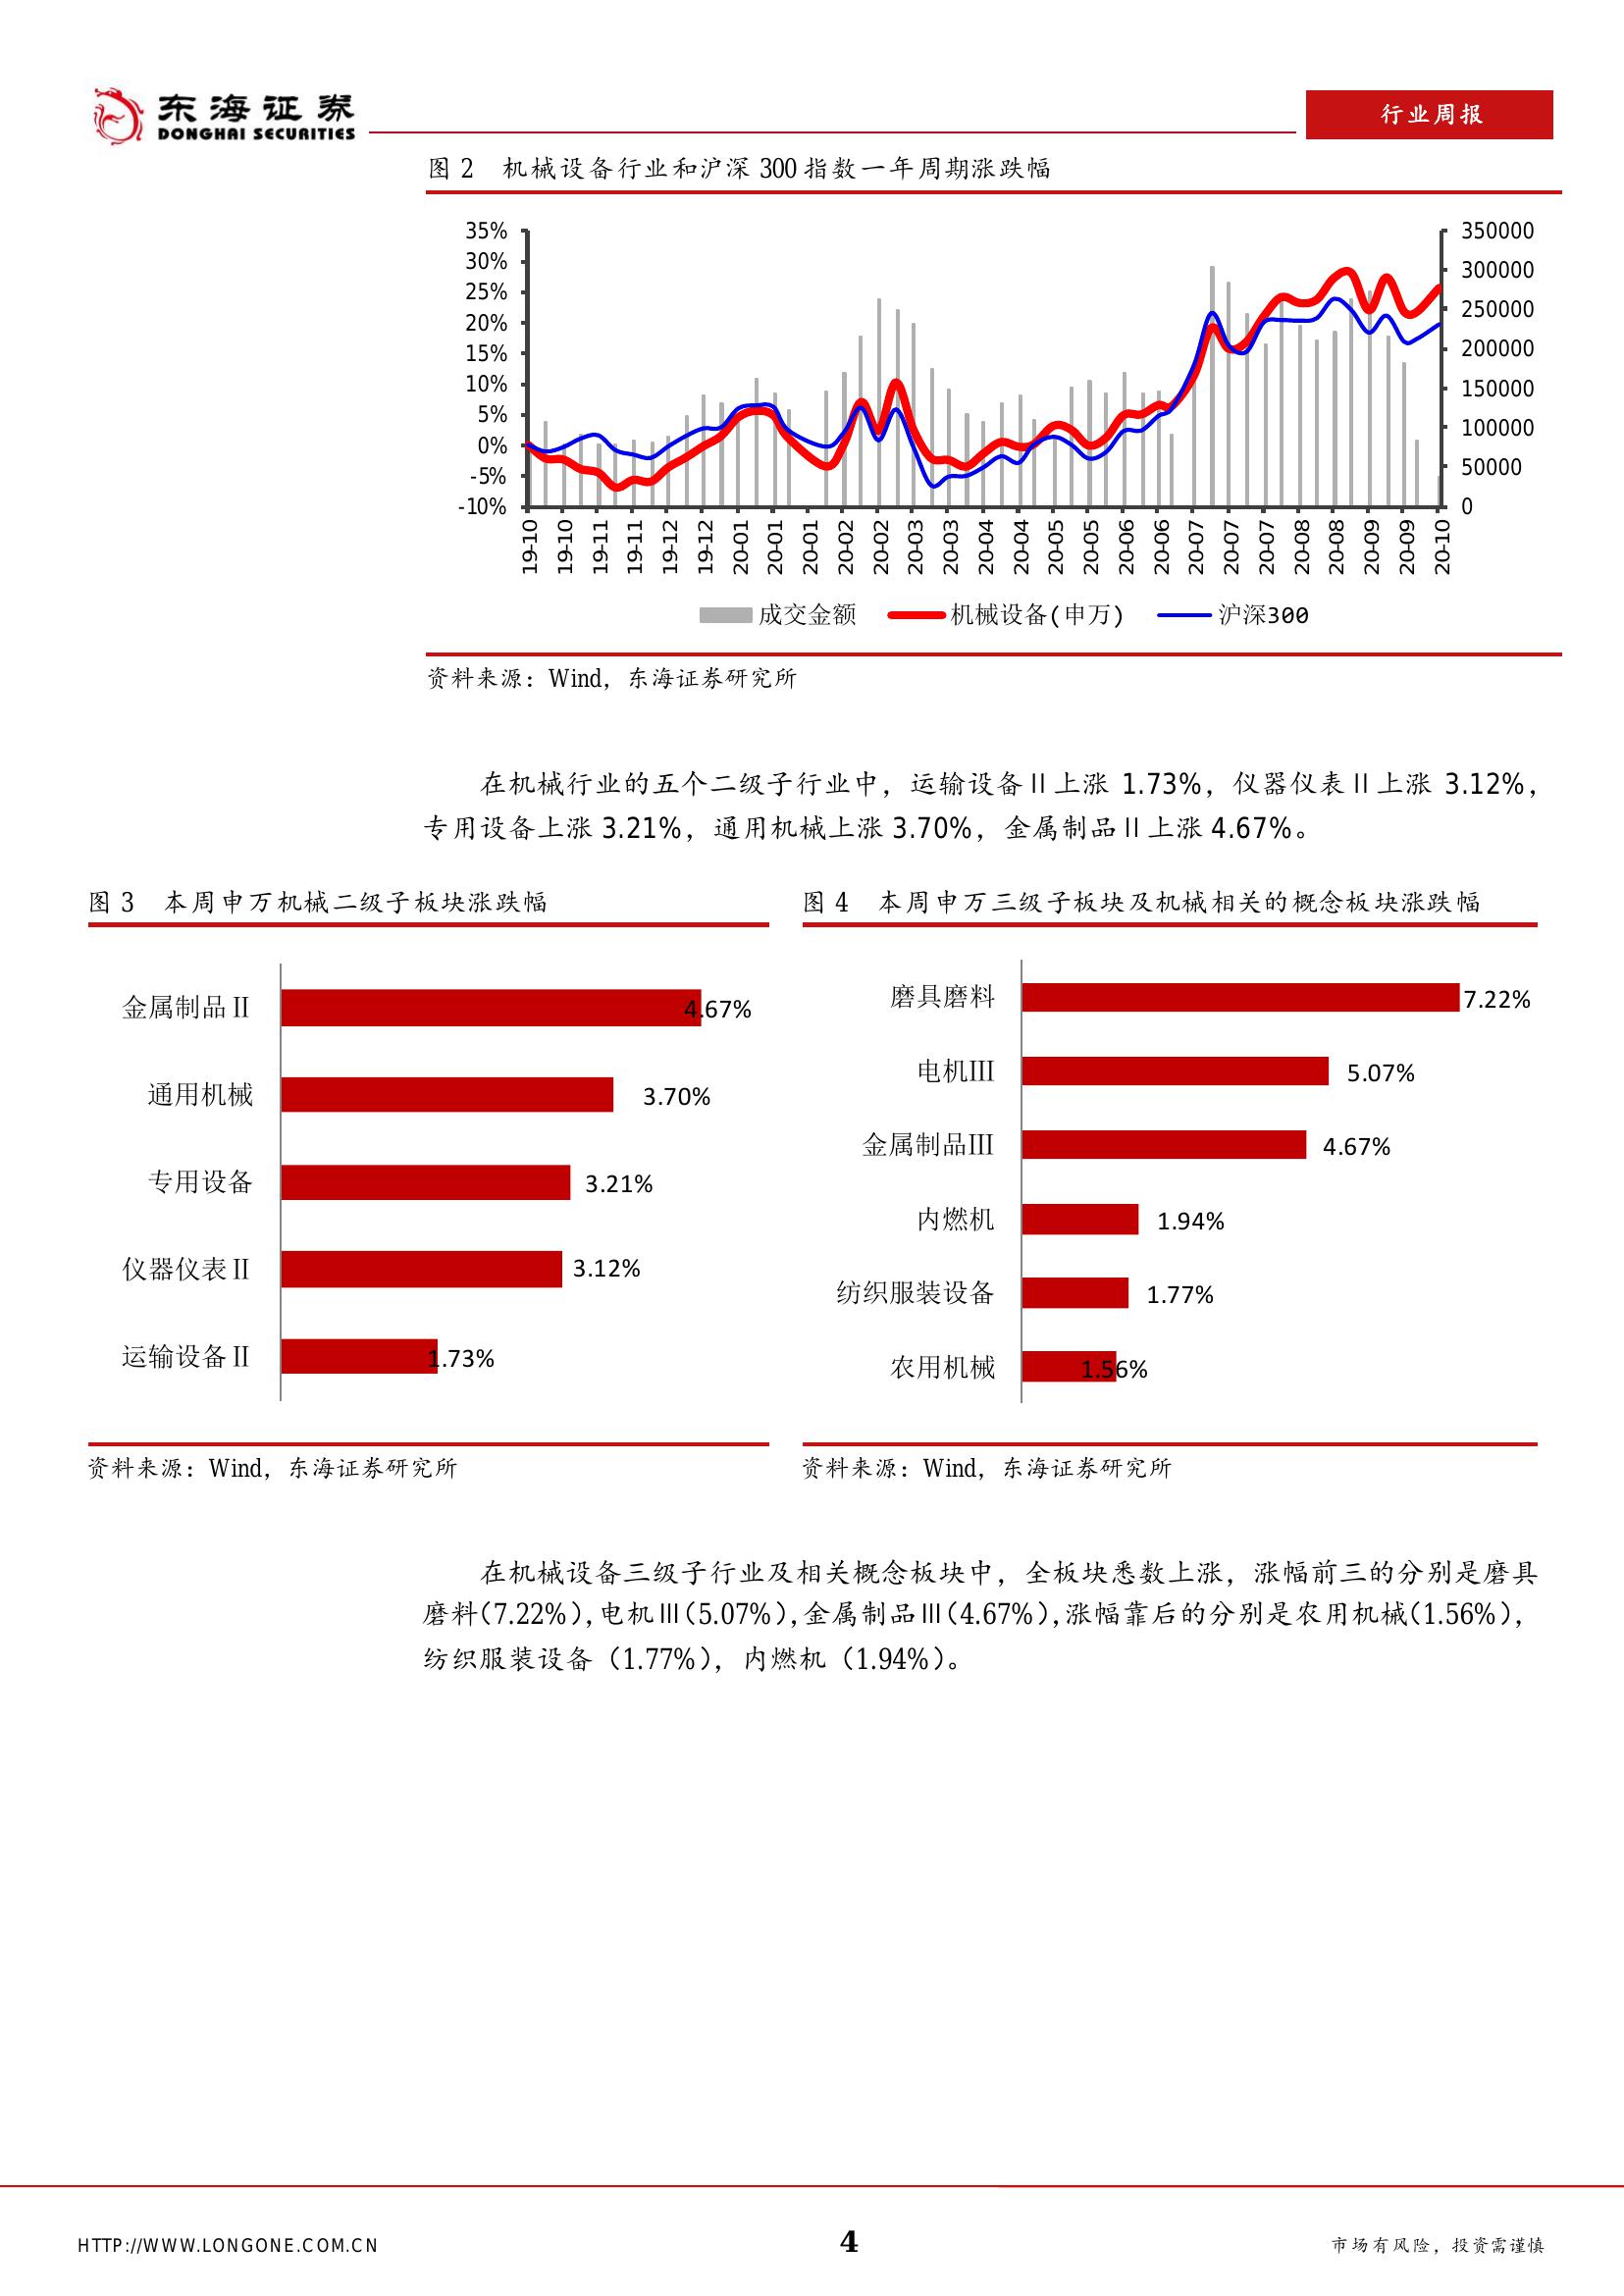 东海证券
DONGHAI SECURITIES
行业周报
图 2 机械设备行业和沪深 300 指数一年周期涨跌幅
35%
30%
25%
20%
15%
10%
5%
0%
-5%
-10%
350000
300000
250000
200000
150000
100000
50000
0
19-10 19-10 19-11 19-11 19-12 19-12 20-01 20-01 20-01 20-02 20-02 20-03 20-03 20-04 20-04 20-05 20-05 20-06 20-06 20-07 20-07 20-07 20-08 20-08 20-09 20-09 20-10
成交金额 机械设备(申万) 沪深300
资料来源：Wind，东海证券研究所
在机械行业的五个二级子行业中，运输设备Ⅱ上涨 1.73%，仪器仪表Ⅱ上涨 3.12%，
专用设备上涨 3.21%，通用机械上涨 3.70%，金属制品Ⅱ上涨 4.67%。
图 3 本周申万机械二级子板块涨跌幅
金属制品Ⅱ 4.67%
通用机械 3.70%
专用设备 3.21%
仪器仪表Ⅱ 3.12%
运输设备Ⅱ 1.73%
资料来源：Wind，东海证券研究所
图 4 本周申万三级子板块及机械相关的概念板块涨跌幅
磨具磨料 7.22%
电机Ⅲ 5.07%
金属制品Ⅲ 4.67%
内燃机 1.94%
纺织服装设备 1.77%
农用机械 1.56%
资料来源：Wind，东海证券研究所
在机械设备三级子行业及相关概念板块中，全板块悉数上涨，涨幅前三的分别是磨具
磨料（7.22%），电机Ⅲ（5.07%），金属制品Ⅲ（4.67%），涨幅靠后的分别是农用机械（1.56%），
纺织服装设备（1.77%），内燃机（1.94%）。
HTTP://WWW.LONGONE.COM.CN
4
市场有风险，投资需谨慎